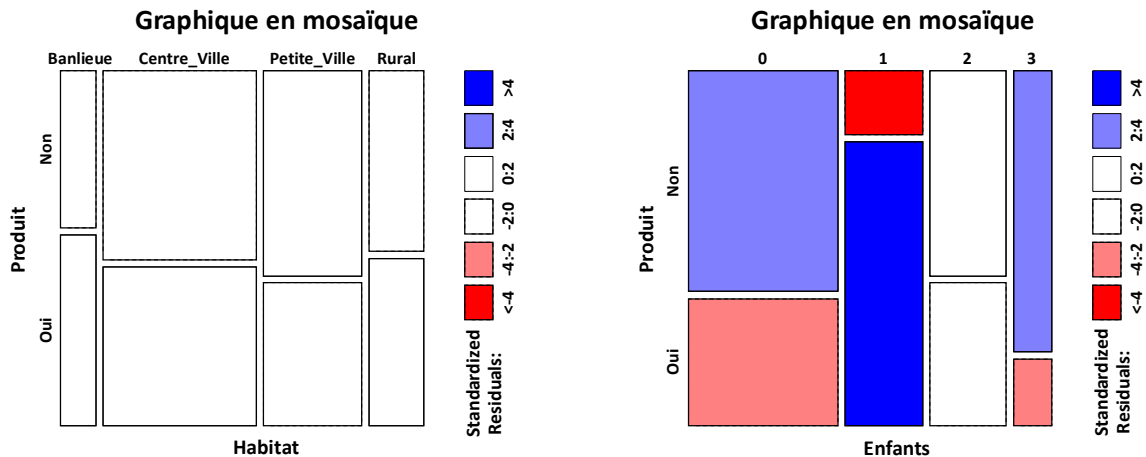 Graphique en mosaïque
Banlieue Centre_Ville Petite_Ville Rural
Non
Oui
Produit
Habitat
>4
2:4
0:2
-2:0
-4:-2
<-4
Standardized
Residuals:
Graphique en mosaïque
0 1 2 3
Non
Oui
Produit
Enfants
>4
2:4
0:2
-2:0
-4:-2
<-4
Standardized
Residuals: